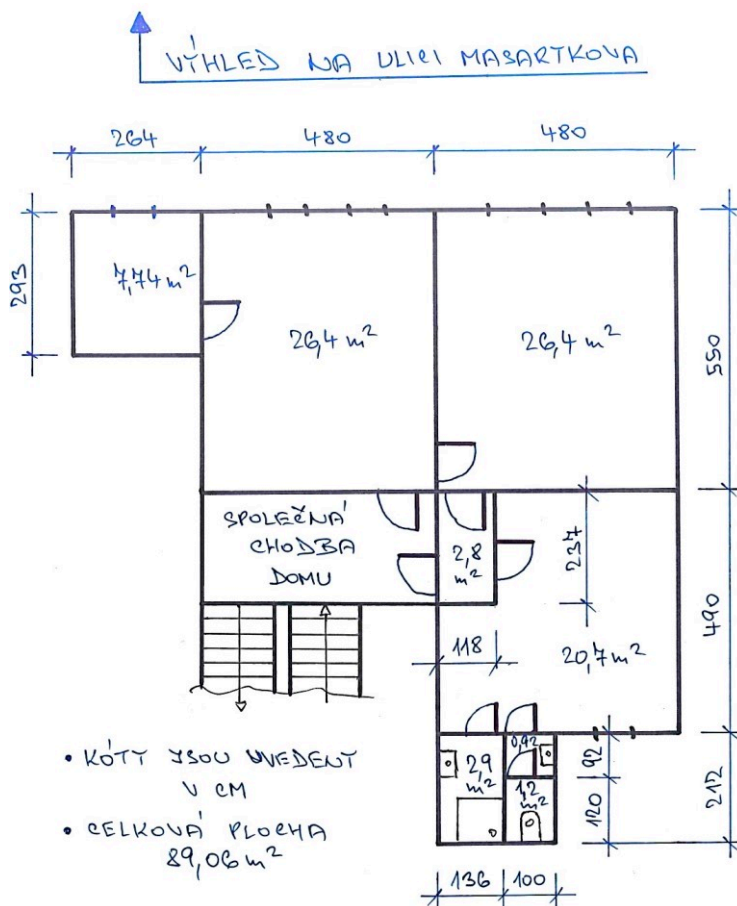 VÝHLED NA ULICI MASARYKOVA
264
480
480
293
7,74 m²
26,4 m²
26,4 m²
550
SPOLEČNÁ
CHODBA
DOMU
2,8
m²
237
490
118
20,7 m²
• KÓTY JSOU UVEDENY
V CM
• CELKOVÁ PLOCHA
89,06 m²
2,9
m²
0,92
1,2
m²
92
120
212
136
100